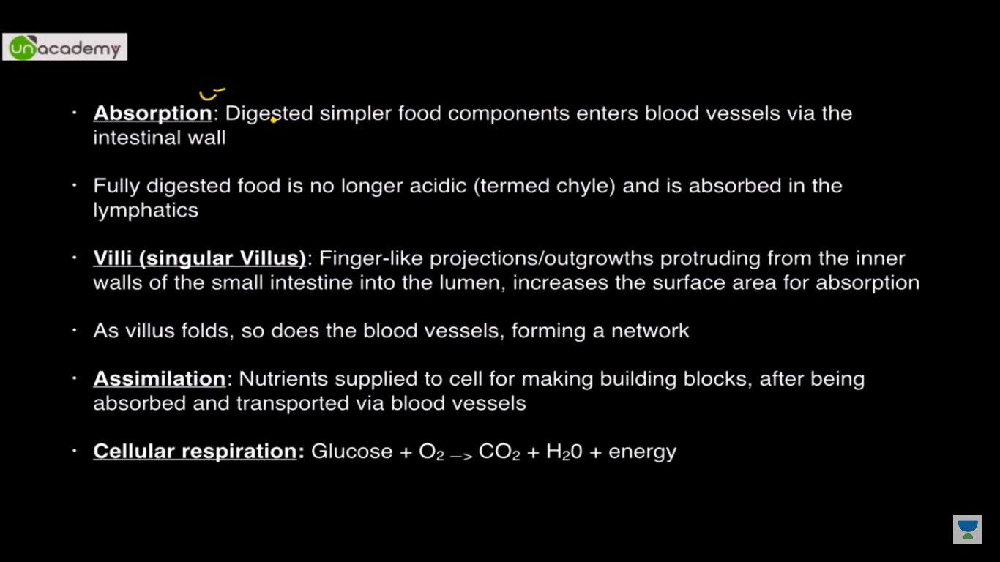 unacademy
· Absorption: Digested simpler food components enters blood vessels via the
intestinal wall
· Fully digested food is no longer acidic (termed chyle) and is absorbed in the
lymphatics
· Villi (singular Villus): Finger-like projections/outgrowths protruding from the inner
walls of the small intestine into the lumen, increases the surface area for absorption
· As villus folds, so does the blood vessels, forming a network
· Assimilation: Nutrients supplied to cell for making building blocks, after being
absorbed and transported via blood vessels
· Cellular respiration: Glucose + O₂ —> CO₂ + H₂0 + energy